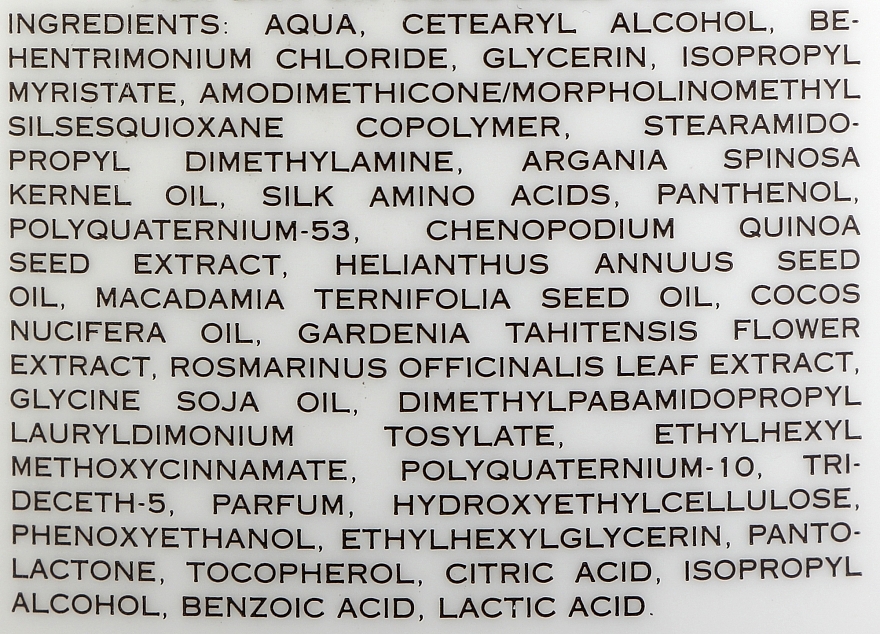 INGREDIENTS: AQUA, CETEARYL ALCOHOL, BE-
HENTRIMONIUM CHLORIDE, GLYCERIN, ISOPROPYL
MYRISTATE, AMODIMETHICONE/MORPHOLINOMETHYL
SILSESQUIOXANE COPOLYMER, STEARAMIDO-
PROPYL DIMETHYLAMINE, ARGANIA SPINOSA
KERNEL OIL, SILK AMINO ACIDS, PANTHENOL,
POLYQUATERNIUM-53, CHENOPODIUM QUINOA
SEED EXTRACT, HELIANTHUS ANNUUS SEED
OIL, MACADAMIA TERNIFOLIA SEED OIL, COCOS
NUCIFERA OIL, GARDENIA TAHITENSIS FLOWER
EXTRACT, ROSMARINUS OFFICINALIS LEAF EXTRACT,
GLYCINE SOJA OIL, DIMETHYLPABAMIDOPROPYL
LAURYLDIMONIUM TOSYLATE, ETHYLHEXYL
METHOXYCINNAMATE, POLYQUATERNIUM-10, TRI-
DECETH-5, PARFUM, HYDROXYETHYLCELLULOSE,
PHENOXYETHANOL, ETHYLHEXYLGLYCERIN, PANTO-
LACTONE, TOCOPHEROL, CITRIC ACID, ISOPROPYL
ALCOHOL, BENZOIC ACID, LACTIC ACID.